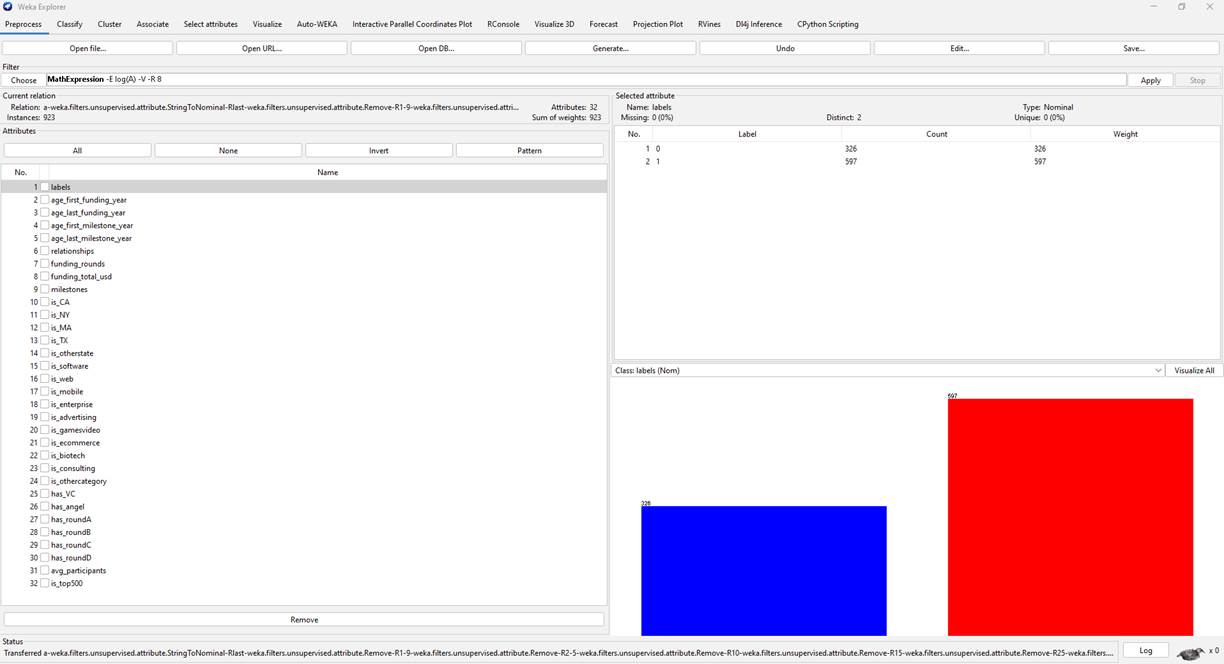 Weka Explorer
Preprocess Classify Cluster Associate Select attributes Visualize Auto-WEKA Interactive Parallel Coordinates Plot RConsole Visualize 3D Forecast Projection Plot RVines Dl4j Inference CPython Scripting
Open file... Open URL... Open DB... Generate... Undo Edit... Save...
Filter
Choose MathExpression -E log(A) -V -R 8 Apply Stop
Current relation
Relation: a-weka.filters.unsupervised.attribute.StringToNominal-Rlast-weka.filters.unsupervised.attribute.Remove-R1-9-weka.filters.unsupervised.attri... Attributes: 32
Instances: 923 Sum of weights: 923
Attributes
All None Invert Pattern
No. Name
1 labels
2 age_first_funding_year
3 age_last_funding_year
4 age_first_milestone_year
5 age_last_milestone_year
6 relationships
7 funding_rounds
8 funding_total_usd
9 milestones
10 is_CA
11 is_NY
12 is_MA
13 is_TX
14 is_otherstate
15 is_software
16 is_web
17 is_mobile
18 is_enterprise
19 is_advertising
20 is_gamesvideo
21 is_ecommerce
22 is_biotech
23 is_consulting
24 is_othercategory
25 has_VC
26 has_angel
27 has_roundA
28 has_roundB
29 has_roundC
30 has_roundD
31 avg_participants
32 is_top500
Remove
Selected attribute
Name: labels Type: Nominal
Missing: 0 (0%) Distinct: 2 Unique: 0 (0%)
No. Label Count Weight
1 0 326 326
2 1 597 597
Class: labels (Nom) Visualize All
597
326
Status
Transferred a-weka.filters.unsupervised.attribute.StringToNominal-Rlast-weka.filters.unsupervised.attribute.Remove-R1-9-weka.filters.unsupervised.attribute.Remove-R2-5-weka.filters.unsupervised.attribute.Remove-R10-weka.filters.unsupervised.attribute.Remove-R15-weka.filters.unsupervised.attribute.Remove-R25-weka.filters....
Log x 0